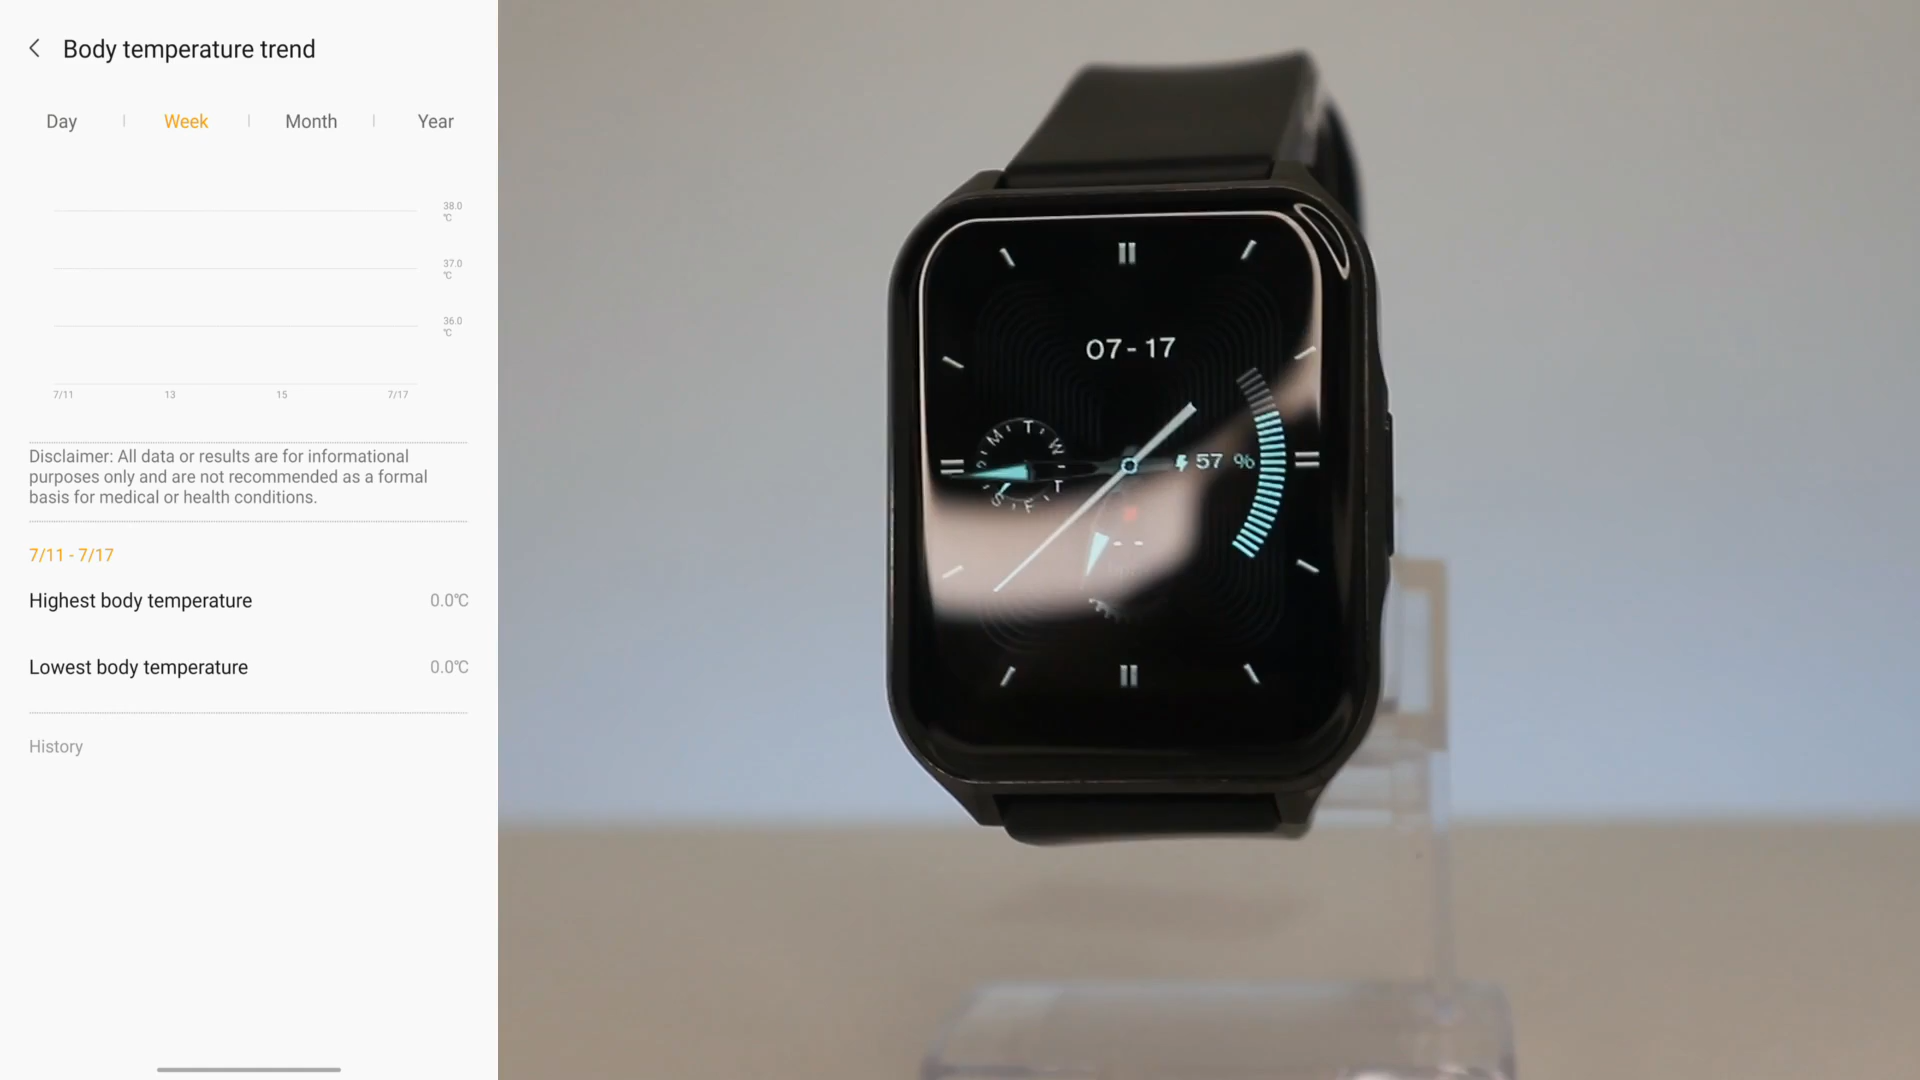 Body temperature trend
Day
Week
Month
Year
38.0
℃
37.0
℃
36.0
℃
7/11 13 15 7/17
Disclaimer: All data or results are for informational
purposes only and are not recommended as a formal
basis for medical or health conditions.
7/11 - 7/17
Highest body temperature 0.0℃
Lowest body temperature 0.0℃
History
07-17
M T W T F S
57 %
--